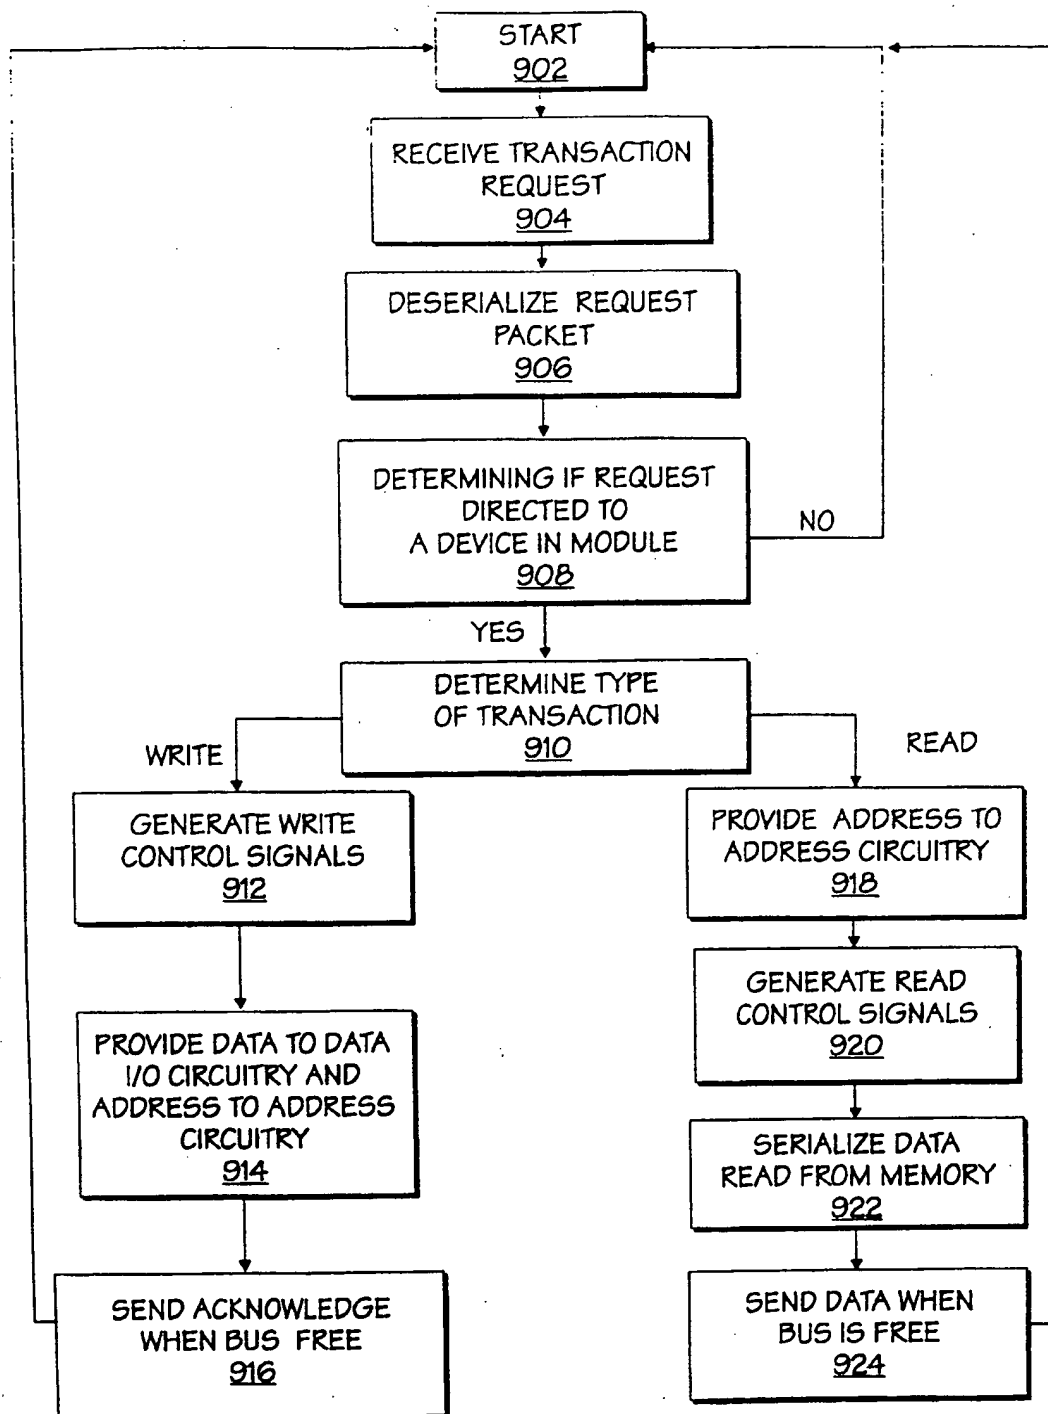 START
902
RECEIVE TRANSACTION
REQUEST
904
DESERIALIZE REQUEST
PACKET
906
DETERMINING IF REQUEST
DIRECTED TO
A DEVICE IN MODULE
908
NO
YES
DETERMINE TYPE
OF TRANSACTION
910
WRITE
READ
GENERATE WRITE
CONTROL SIGNALS
912
PROVIDE DATA TO DATA
I/O CIRCUITRY AND
ADDRESS TO ADDRESS
CIRCUITRY
914
SEND ACKNOWLEDGE
WHEN BUS FREE
916
PROVIDE ADDRESS TO
ADDRESS CIRCUITRY
918
GENERATE READ
CONTROL SIGNALS
920
SERIALIZE DATA
READ FROM MEMORY
922
SEND DATA WHEN
BUS IS FREE
924